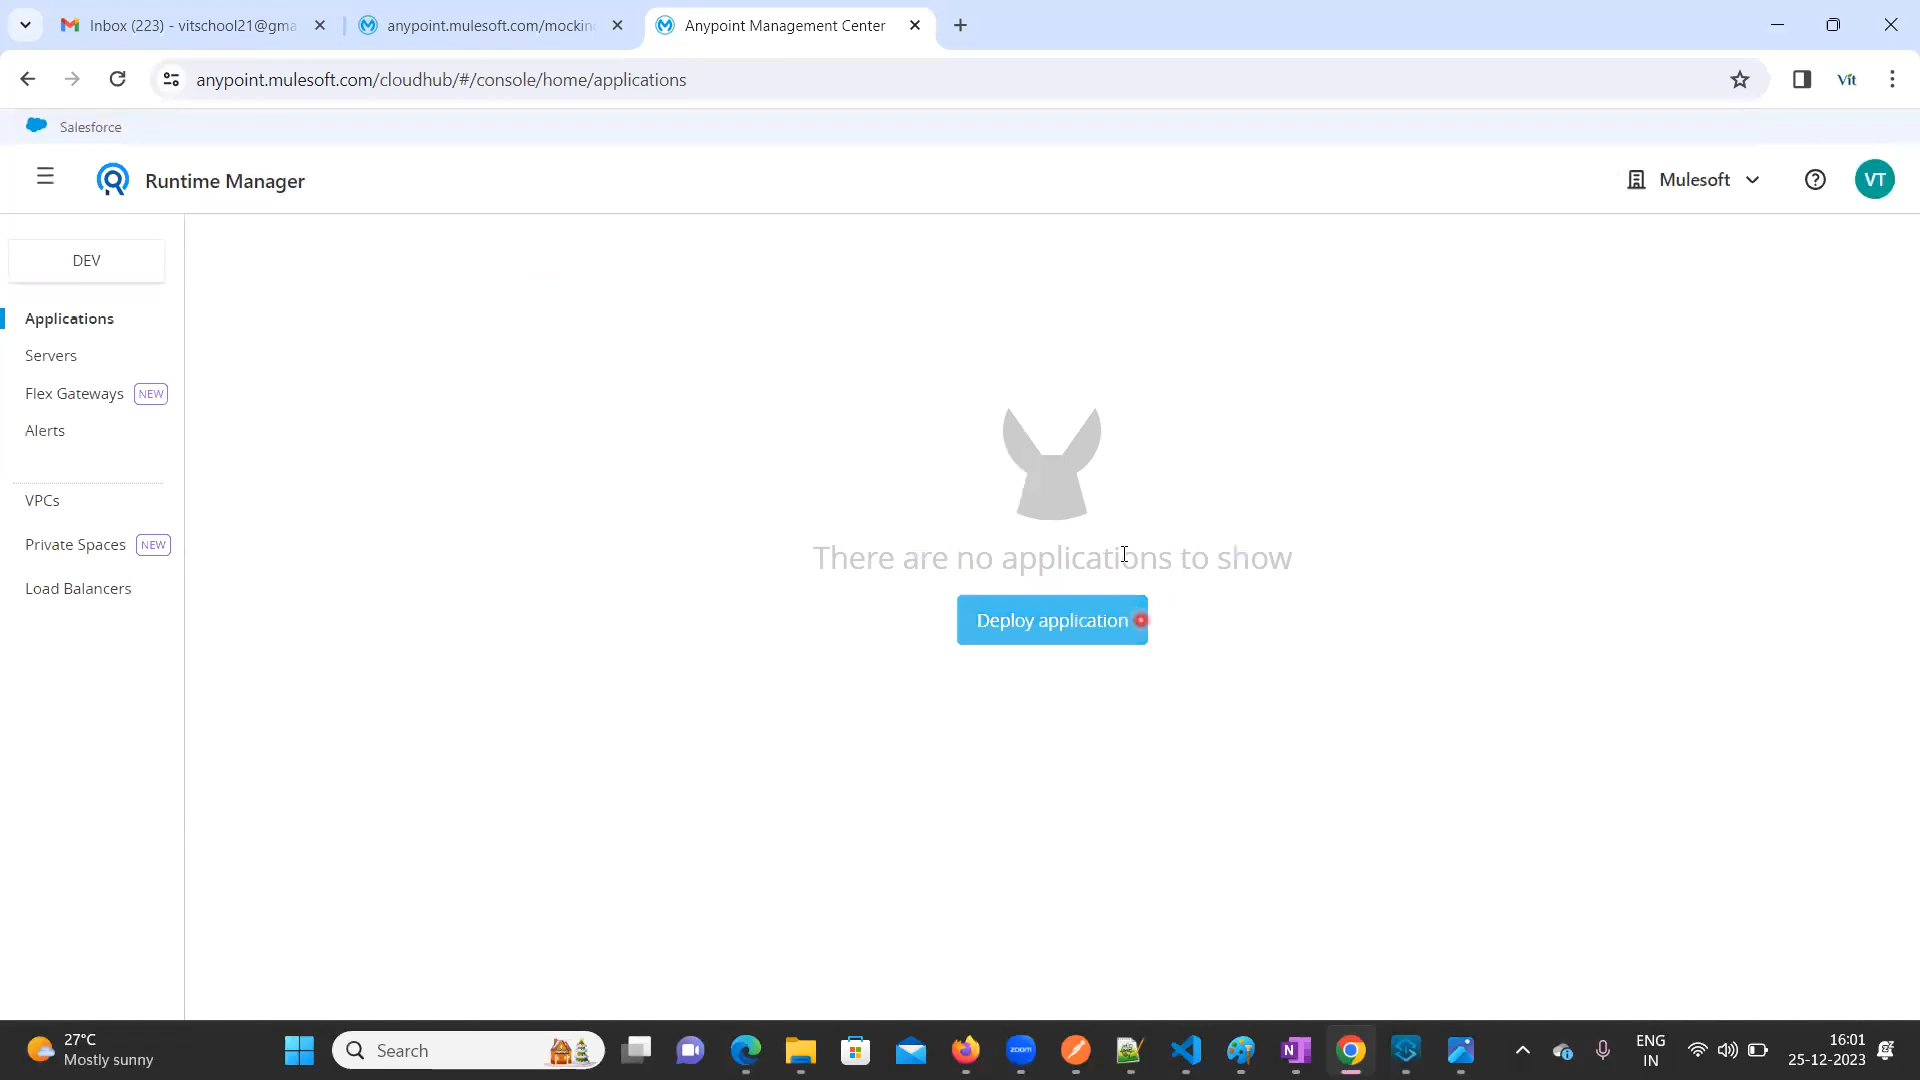 Inbox (223) - vitschool21@gma
anypoint.mulesoft.com/mockin
Anypoint Management Center
anypoint.mulesoft.com/cloudhub/#/console/home/applications
Vit
Salesforce
Runtime Manager
Mulesoft
VT
DEV
Applications
Servers
Flex Gateways NEW
Alerts
VPCs
Private Spaces NEW
Load Balancers
There are no applications to show
Deploy application
27°C
Mostly sunny
Search
zoom
N
ENG
IN
16:01
25-12-2023